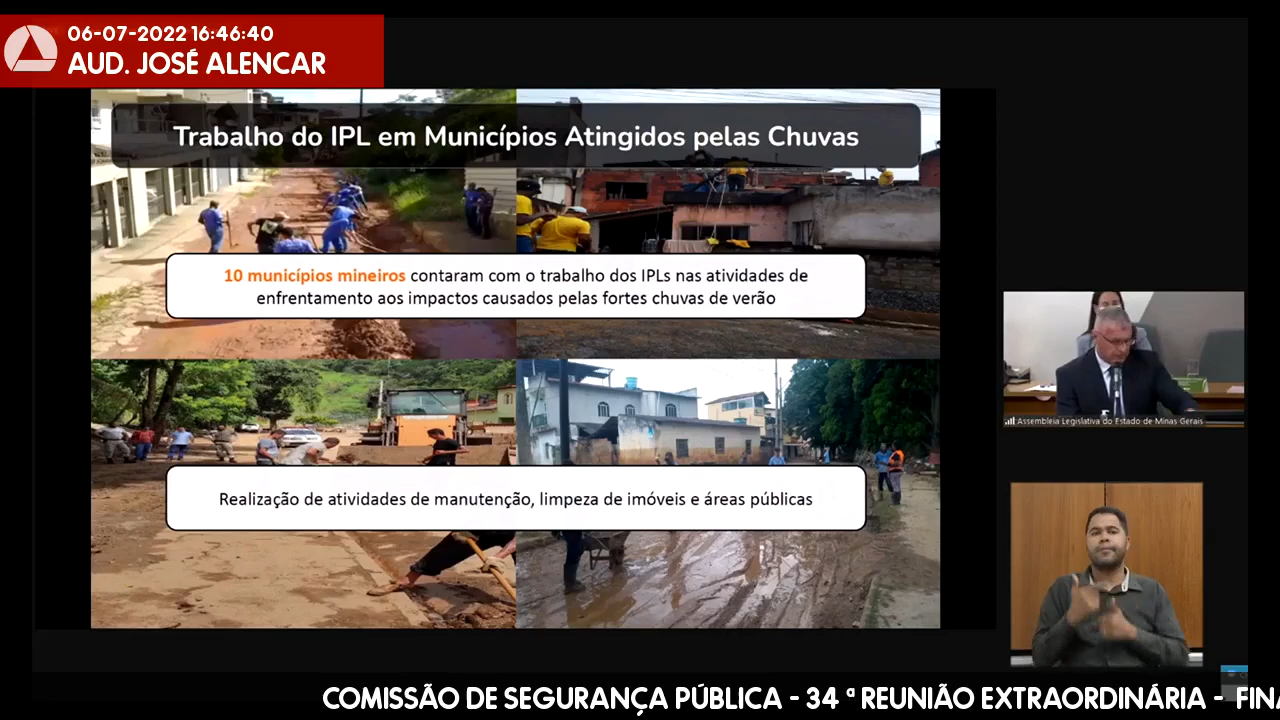 06-07-2022 16:46:40
AUD. JOSÉ ALENCAR
Trabalho do IPL em Municípios Atingidos pelas Chuvas
10 municípios mineiros contaram com o trabalho dos IPLs nas atividades de
enfrentamento aos impactos causados pelas fortes chuvas de verão
Realização de atividades de manutenção, limpeza de imóveis e áreas públicas
Assembleia Legislativa do Estado de Minas Gerais
COMISSÃO DE SEGURANÇA PÚBLICA - 34 ª REUNIÃO EXTRAORDINÁRIA -